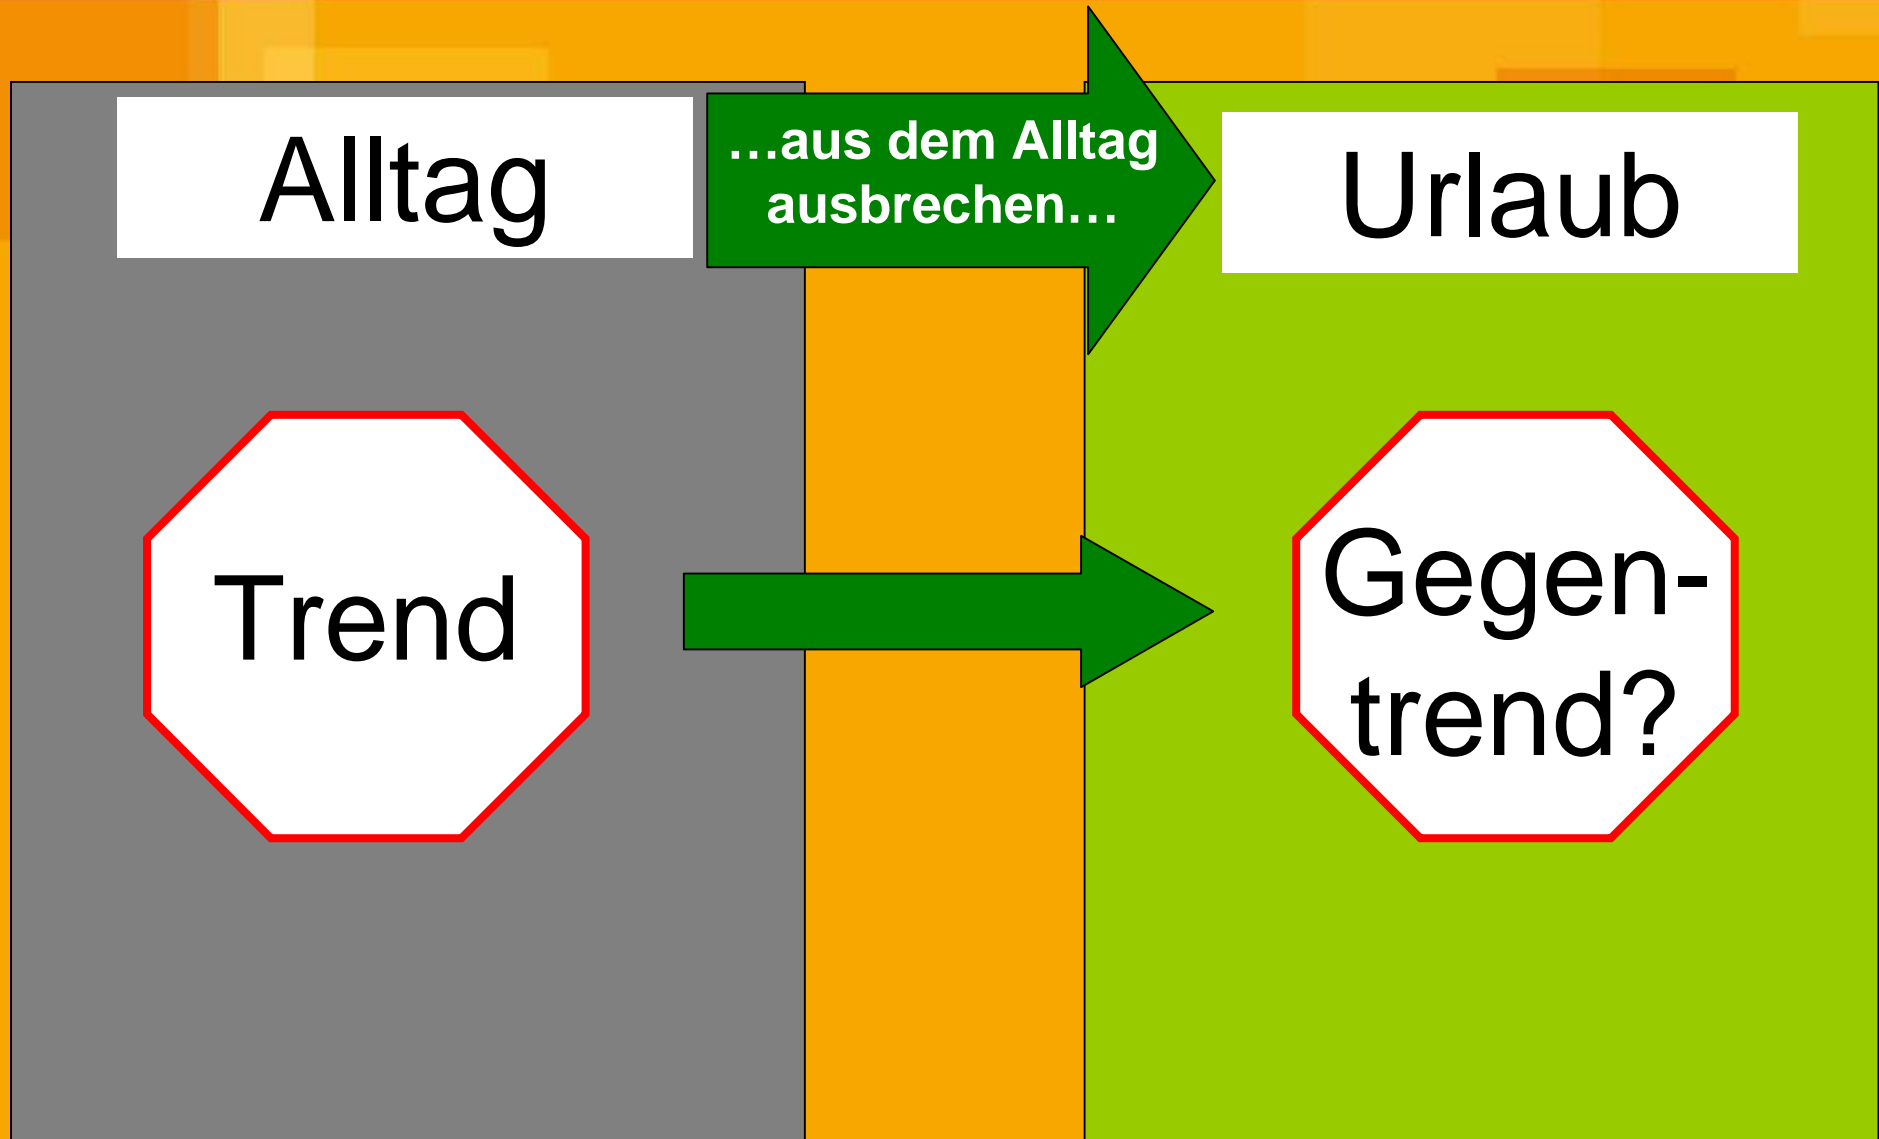 Alltag
…aus dem Alltag
ausbrechen…
Urlaub
Trend
Gegen-
trend?